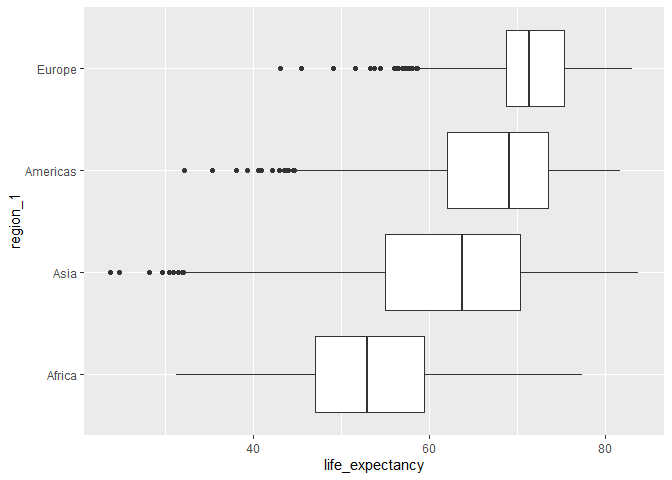 Europe
Americas
Asia
Africa
region_1
40 60 80
life_expectancy